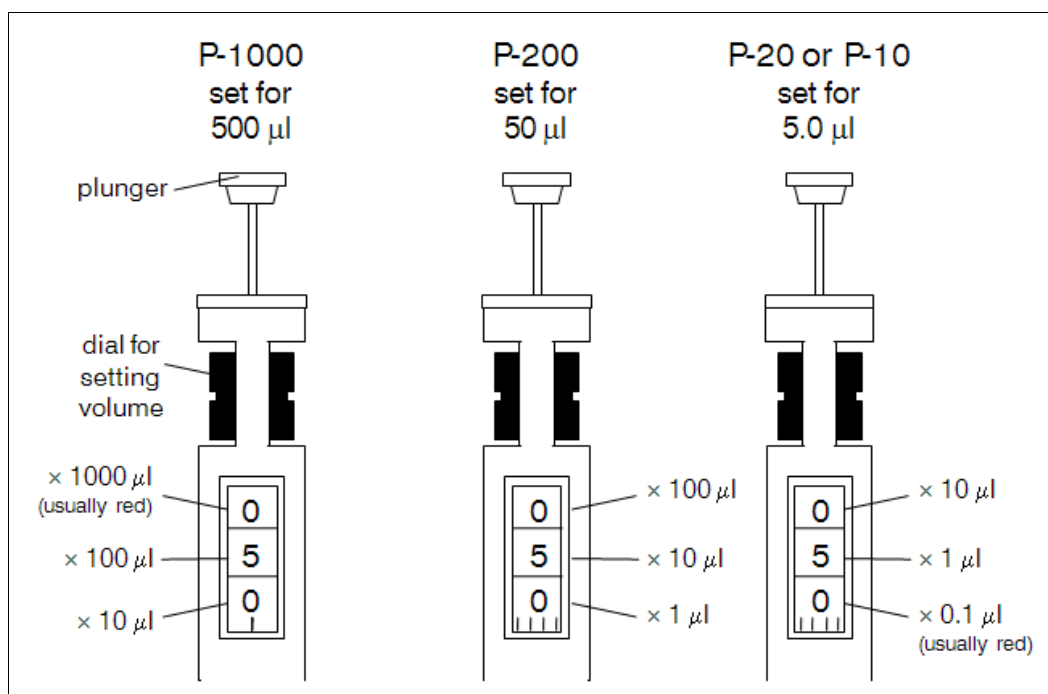 P-1000
set for
500 µl
P-200
set for
50 µl
P-20 or P-10
set for
5.0 µl
plunger
dial for
setting
volume
× 1000 µl
(usually red)
× 100 µl
× 10 µl
0
5
0
× 100 µl
× 10 µl
× 1 µl
0
5
0
× 10 µl
× 1 µl
× 0.1 µl
(usually red)
0
5
0